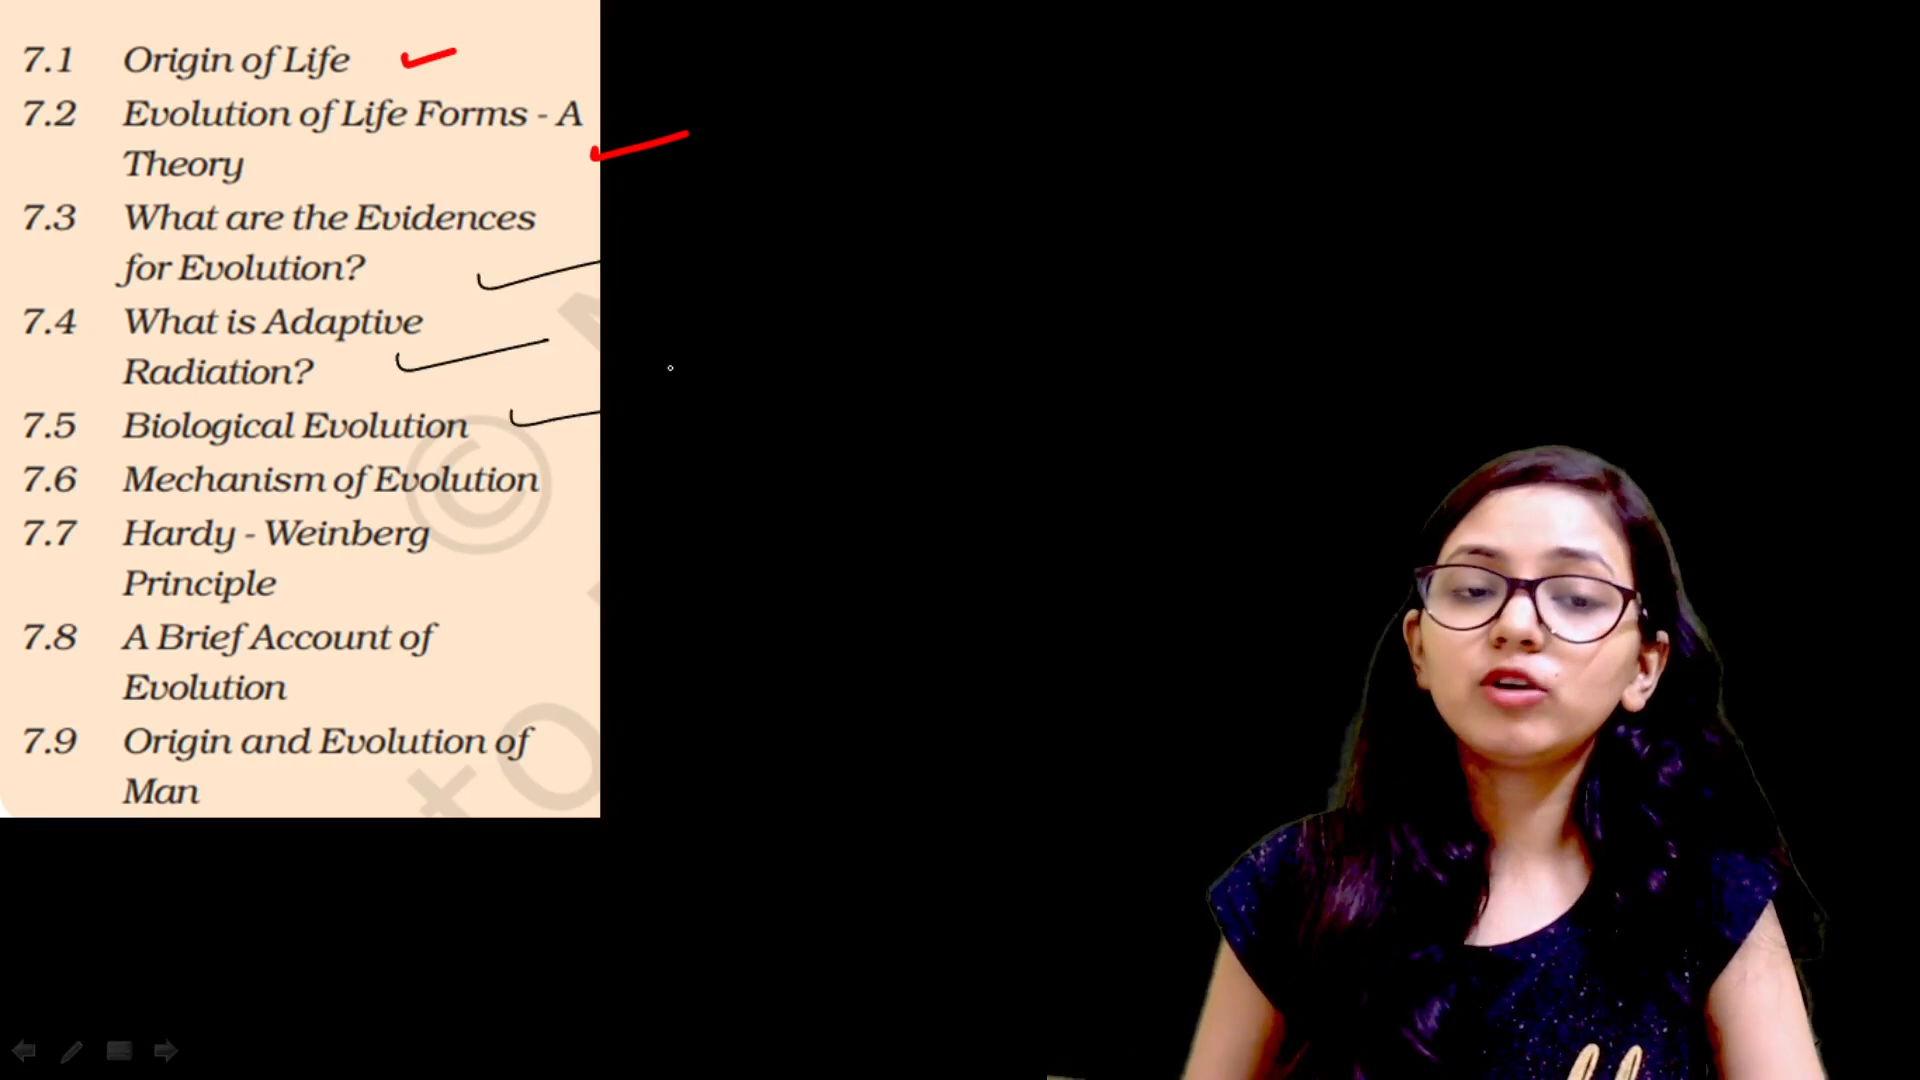 7.1 Origin of Life
7.2 Evolution of Life Forms - A
Theory
7.3 What are the Evidences
for Evolution?
7.4 What is Adaptive
Radiation?
7.5 Biological Evolution
7.6 Mechanism of Evolution
7.7 Hardy - Weinberg
Principle
7.8 A Brief Account of
Evolution
7.9 Origin and Evolution of
Man
©
to